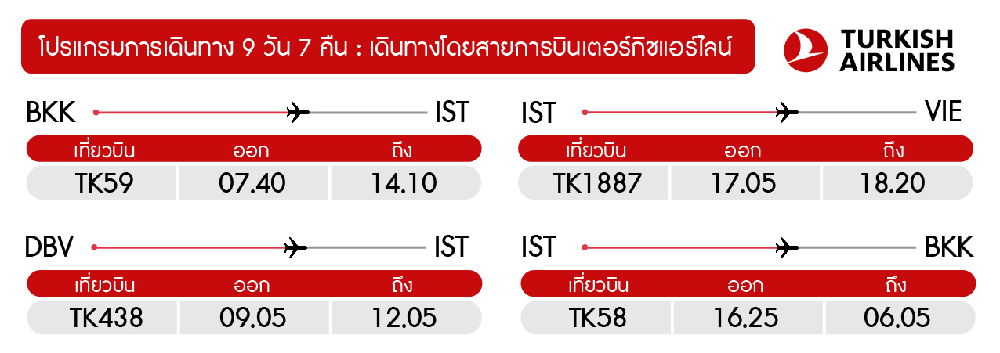 โปรแกรมการเดินทาง 9 วัน 7 คืน : เดินทางโดยสายการบินเตอร์กิชแอร์ไลน์
TURKISH
AIRLINES
BKK IST
เที่ยวบิน ออก ถึง
TK59 07.40 14.10
IST VIE
เที่ยวบิน ออก ถึง
TK1887 17.05 18.20
DBV IST
เที่ยวบิน ออก ถึง
TK438 09.05 12.05
IST BKK
เที่ยวบิน ออก ถึง
TK58 16.25 06.05